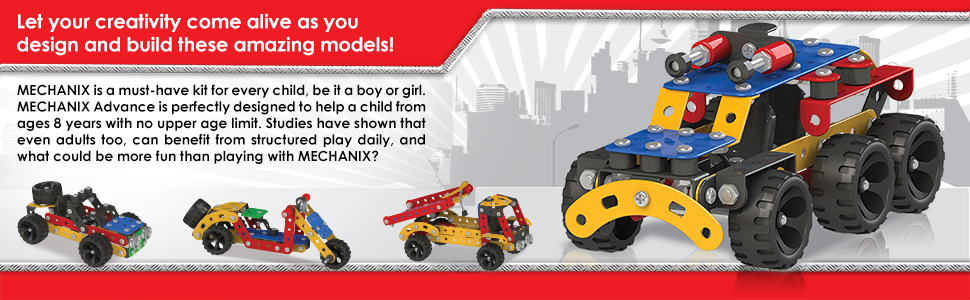 Let your creativity come alive as you
design and build these amazing models!
MECHANIX is a must-have kit for every child, be it a boy or girl.
MECHANIX Advance is perfectly designed to help a child from
ages 8 years with no upper age limit. Studies have shown that
even adults too, can benefit from structured play daily, and
what could be more fun than playing with MECHANIX?